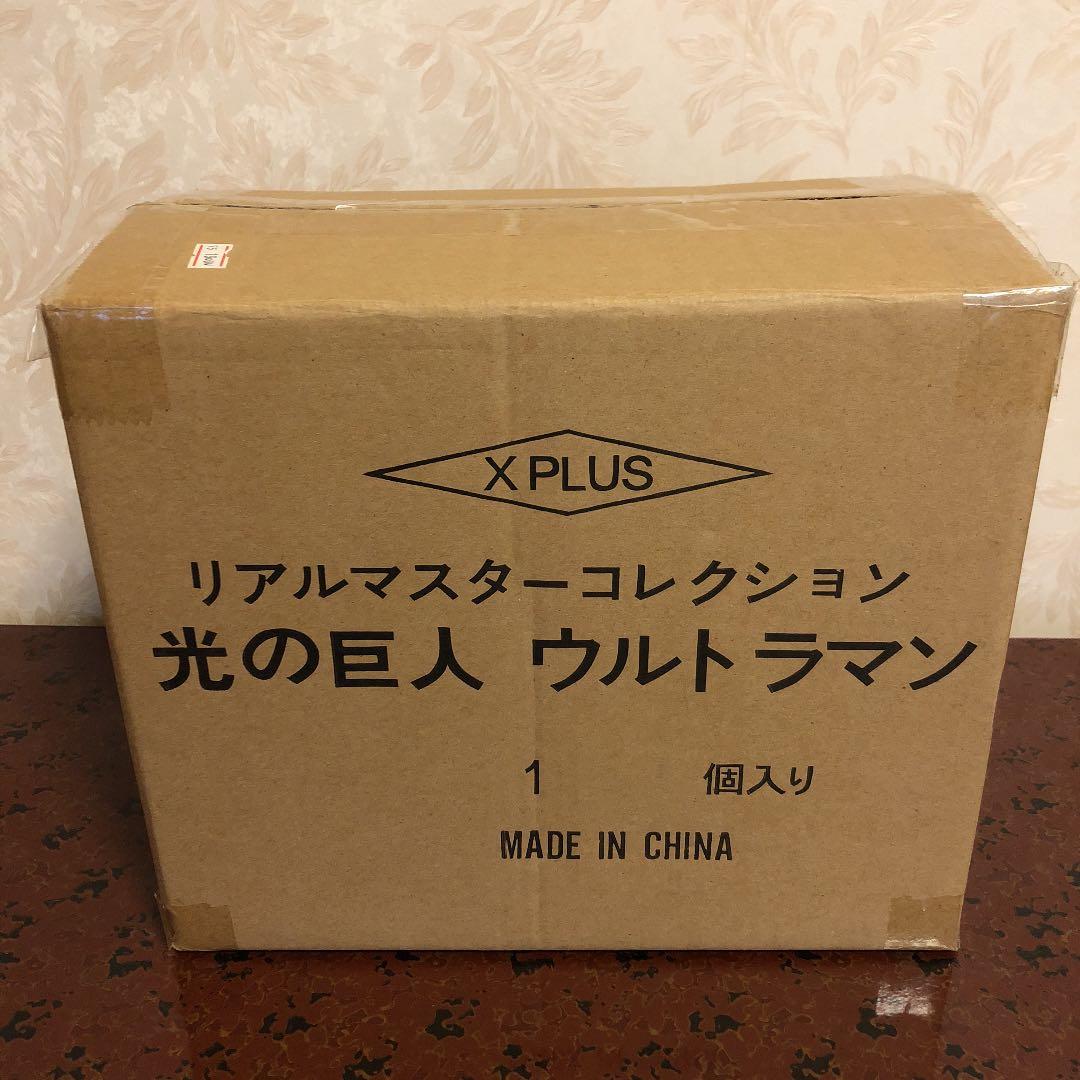 X PLUS
リアルマスターコレクション
光の巨人 ウルトラマン
1 個入り
MADE IN CHINA